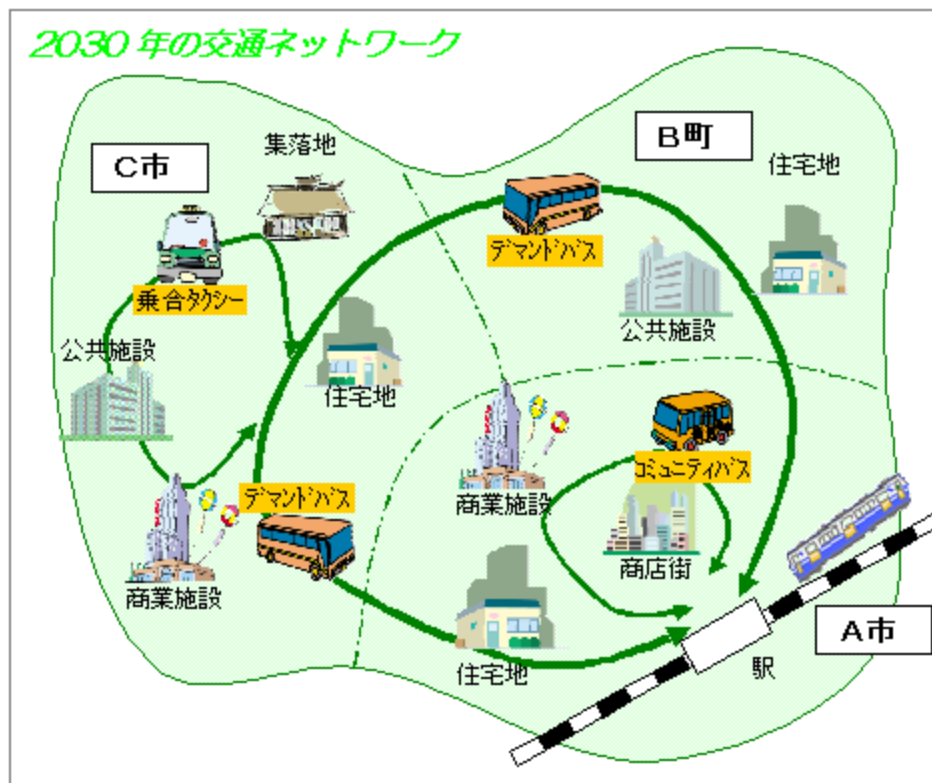 2030年の交通ネットワーク
B町
C市
集落地
住宅地
デマンドバス
乗合タクシー
公共施設
公共施設
住宅地
コミュニティバス
商業施設
デマンドバス
商店街
商業施設
A市
住宅地
駅